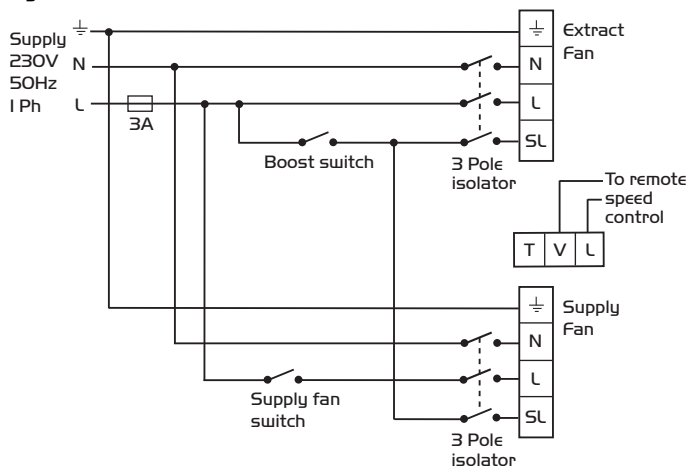 Supply
230V
50Hz
1 Ph
N
L
3A
Boost switch
3 Pole
isolator
Extract
Fan
N
L
SL
To remote
speed
control
T V L
Supply
Fan
N
L
SL
Supply fan
switch
3 Pole
isolator